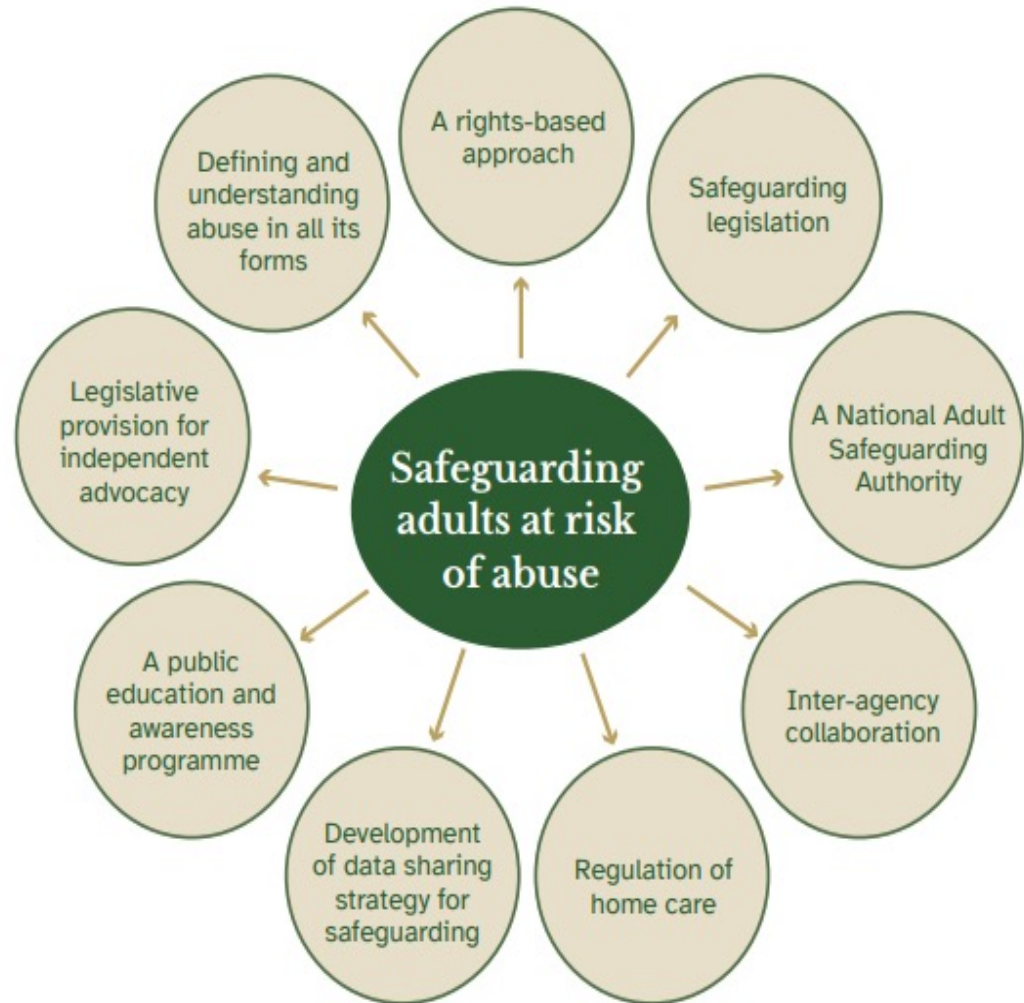 A rights-based
approach
Safeguarding
legislation
A National Adult
Safeguarding
Authority
Inter-agency
collaboration
Regulation of
home care
Development
of data sharing
strategy for
safeguarding
A public
education and
awareness
programme
Legislative
provision for
independent
advocacy
Defining and
understanding
abuse in all its
forms
Safeguarding
adults at risk
of abuse